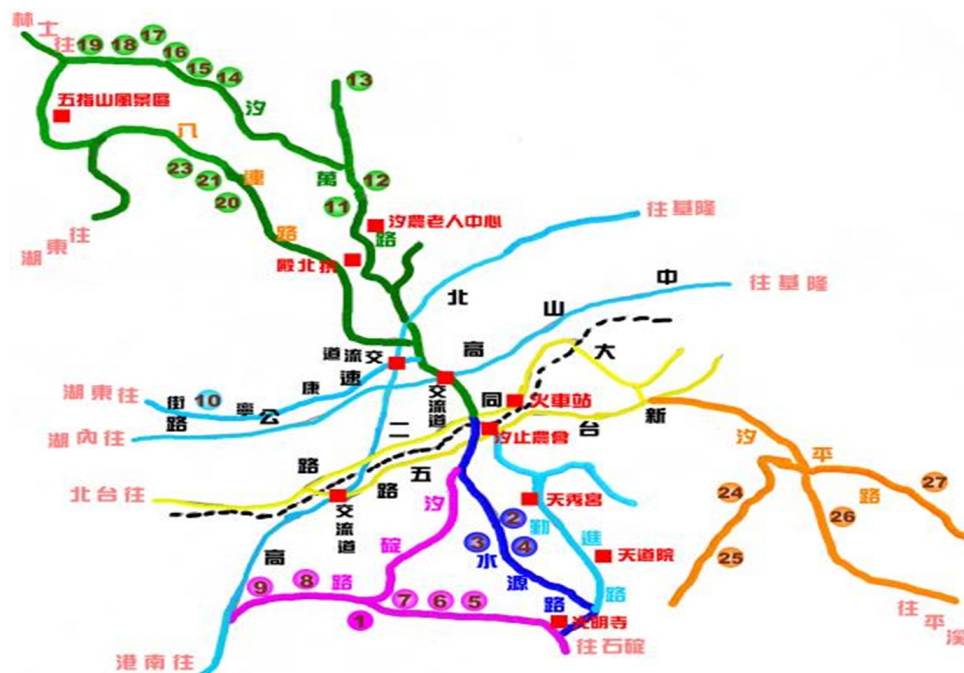 林士往
19
18
17
16
15
14
13
五指山風景區
汐萬路
12
11
八連路
23
21
20
汐農老人中心
殿北拱
湖東往
往基隆
往基隆
北二高
中山高速公路
道流交
交流道
湖東往
康寧街
10
湖內往
大同路
火車站
汐止農會
新台五路
北台往
交流道
汐碇路
天秀宮
2
3
4
水源路
勤進路
天道院
汐平路
24
25
26
27
9
8
7
6
5
1
光明寺
往石碇
往平溪
港南往